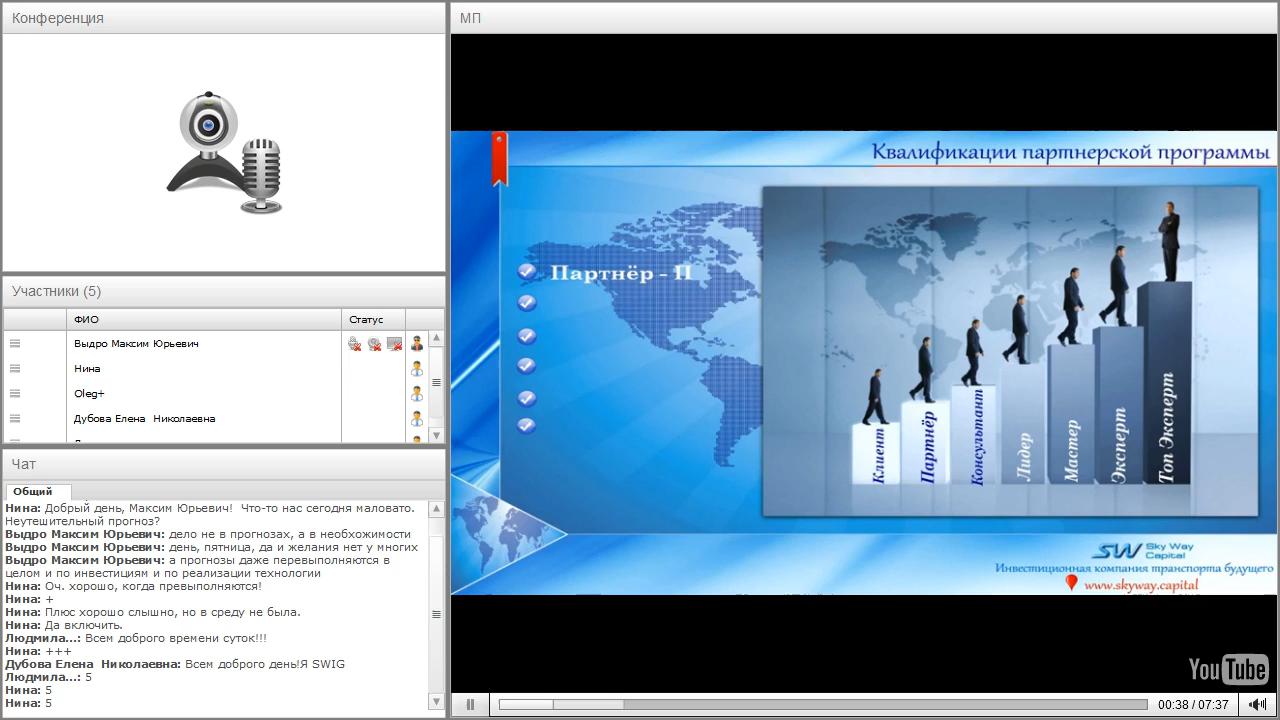 Конференция
МП
Квалификации партнерской программы
Партнёр - П
Клиент
Партнёр
Консультант
Лидер
Мастер
Эксперт
Топ Эксперт
SW Sky Way Capital
Инвестиционная компания транспорта будущего
www.skyway.capital
YouTube
00:38 / 07:37
Участники (5)
ФИО
Статус
Выдро Максим Юрьевич
Нина
Oleg+
Дубова Елена Николаевна
Чат
Общий
Нина: Добрый день, Максим Юрьевич! Что-то нас сегодня маловато.
Неутешительный прогноз?
Выдро Максим Юрьевич: дело не в прогнозах, а в необхожимости
Выдро Максим Юрьевич: день, пятница, да и желания нет у многих
Выдро Максим Юрьевич: а прогнозы даже перевыполняются в
целом и по инвестициям и по реализации технологии
Нина: Оч. хорошо, когда превыполняются!
Нина: +
Нина: Плюс хорошо слышно, но в среду не была.
Нина: Да включить.
Людмила...: Всем доброго времени суток!!!
Нина: +++
Дубова Елена Николаевна: Всем доброго день!Я SWIG
Людмила...: 5
Нина: 5
Нина: 5